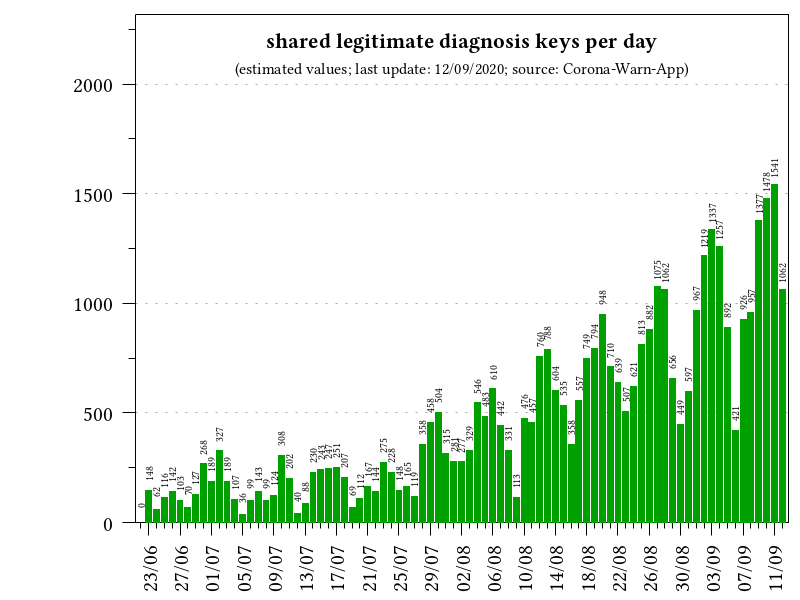 shared legitimate diagnosis keys per day
(estimated values; last update: 12/09/2020; source: Corona-Warn-App)
2000
1500
1000
500
0
0 148 62 116 142 103 70 127 268 189 327 189 107 36 99 143 99 124 308 202 40 88 230 243 247 251 207 69 112 167 144 275 228 148 165 119 358 458 504 315 281 277 329 546 483 610 442 331 113 476 457 760 788 604 535 358 557 749 794 948 710 639 507 621 813 882 1075 1062 656 449 597 967 1219 1337 1257 892 421 926 957 1377 1478 1541 1062
23/06 27/06 01/07 05/07 09/07 13/07 17/07 21/07 25/07 29/07 02/08 06/08 10/08 14/08 18/08 22/08 26/08 30/08 03/09 07/09 11/09